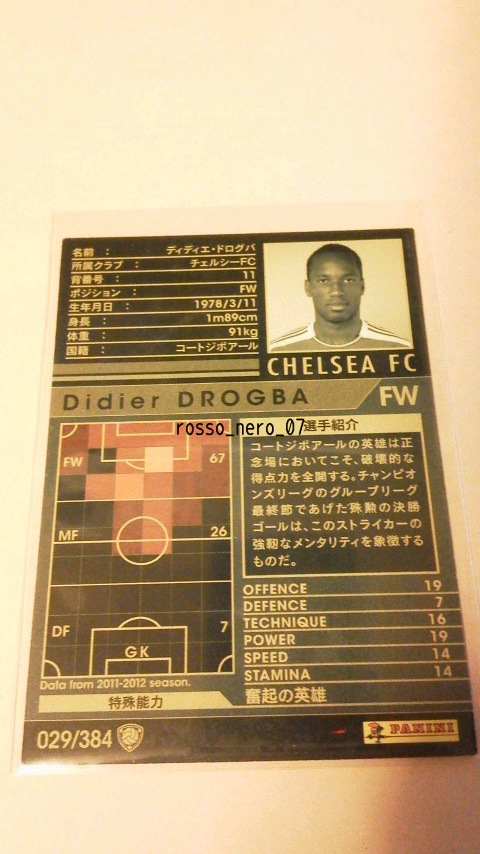 名前 : ディディエ・ドログバ
所属クラブ : チェルシーFC
背番号 : 11
ポジション : FW
生年月日 : 1978/3/11
身長 : 1m89cm
体重 : 91kg
国籍 : コートジボアール
CHELSEA FC
Didier DROGBA FW
rosso_nero_07
選手紹介
コートジボアールの英雄は正
念場においてこそ、破壊的な
得点力を全開する。チャンピオ
ンズリーグのグループリーグ
最終節であげた殊勲の決勝
ゴールは、このストライカーの
強靭なメンタリティを象徴する
ものだ。
FW 67
MF 26
DF 7
GK
OFFENCE 19
DEFENCE 7
TECHNIQUE 16
POWER 19
SPEED 14
STAMINA 14
Data from 2011-2012 season.
特殊能力 奮起の英雄
029/384
PANINI